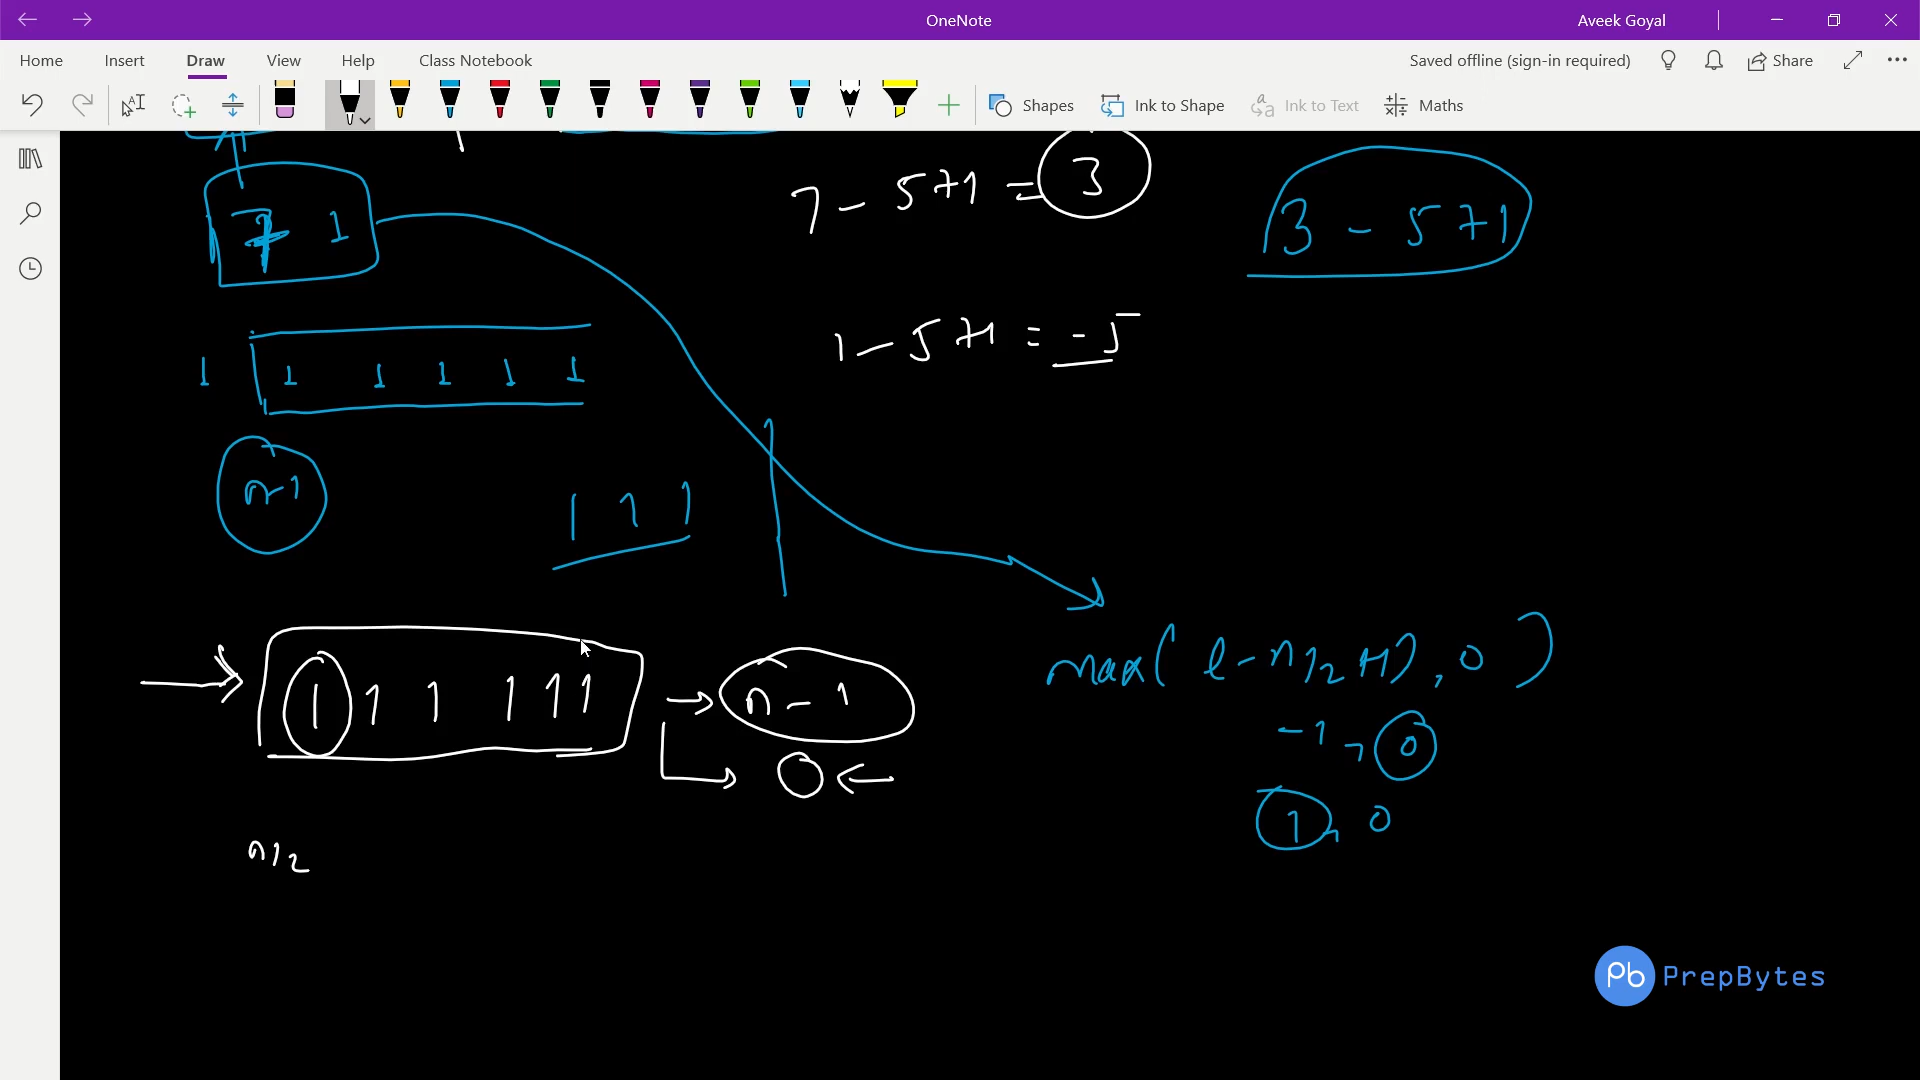 OneNote
Aveek Goyal
Home Insert Draw View Help Class Notebook
Saved offline (sign-in required) Share
Shapes Ink to Shape Ink to Text Maths
7 - 5+1 = 3
3 - 5+1
7 1
1 - 5+1 = -5
1 1 1 1 1 1
n-1
1 1 1
max( l - n/2 +1), 0 )
1 1 1 1 1 1
n - 1
-1, 0
0
1, 0
n/2
Pb PrepBytes